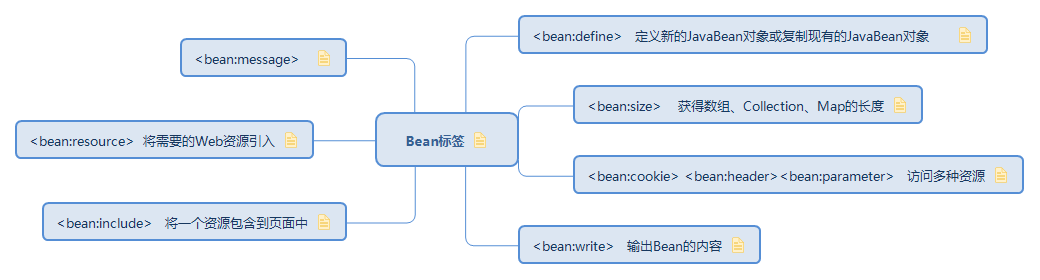 Bean标签
<bean:message>
<bean:resource> 将需要的Web资源引入
<bean:include> 将一个资源包含到页面中
<bean:define> 定义新的JavaBean对象或复制现有的JavaBean对象
<bean:size> 获得数组、Collection、Map的长度
<bean:cookie> <bean:header><bean:parameter> 访问多种资源
<bean:write> 输出Bean的内容